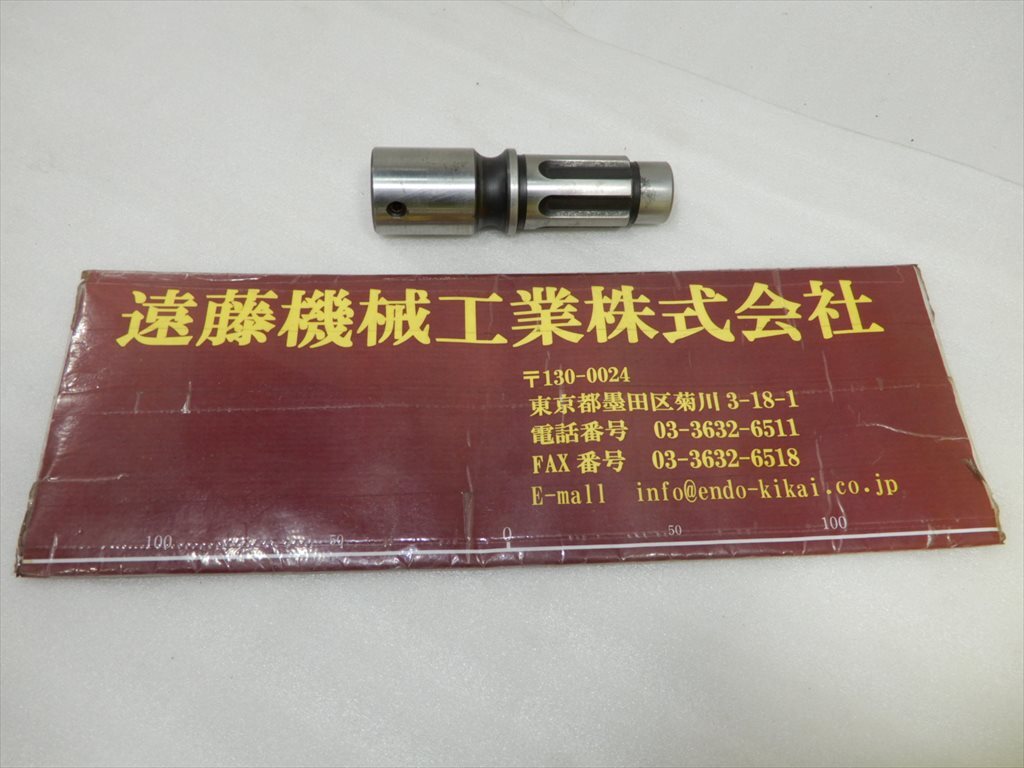 遠藤機械工業株式会社
〒130-0024
東京都墨田区菊川 3-18-1
電話番号 03-3632-6511
FAX 番号 03-3632-6518
E-mall info@endo-kikai.co.jp
100 50 0 50 100